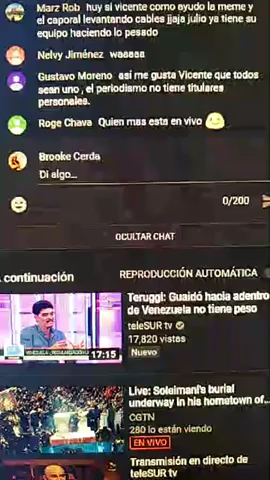 Marz Rob huy si vicente como ayudo la meme y
el caporal levantando cables jjaja julio ya tiene su
equipo haciendo lo pesado
Nelvy Jiménez waaaaa
Gustavo Moreno así me gusta Vicente que todos
sean uno , el periodismo no tiene titulares
personales.
Roge Chava Quien mas esta en vivo
Brooke Cerda
Di algo...
0/200
OCULTAR CHAT
continuación
REPRODUCCIÓN AUTOMÁTICA
Teruggi: Guaidó hacia adentro
de Venezuela no tiene peso
teleSUR tv
17,820 vistas
Nuevo
17:15
Live: Soleimani's burial
underway in his hometown of...
CGTN
280 lo están viendo
EN VIVO
Transmisión en directo de
teleSUR tv